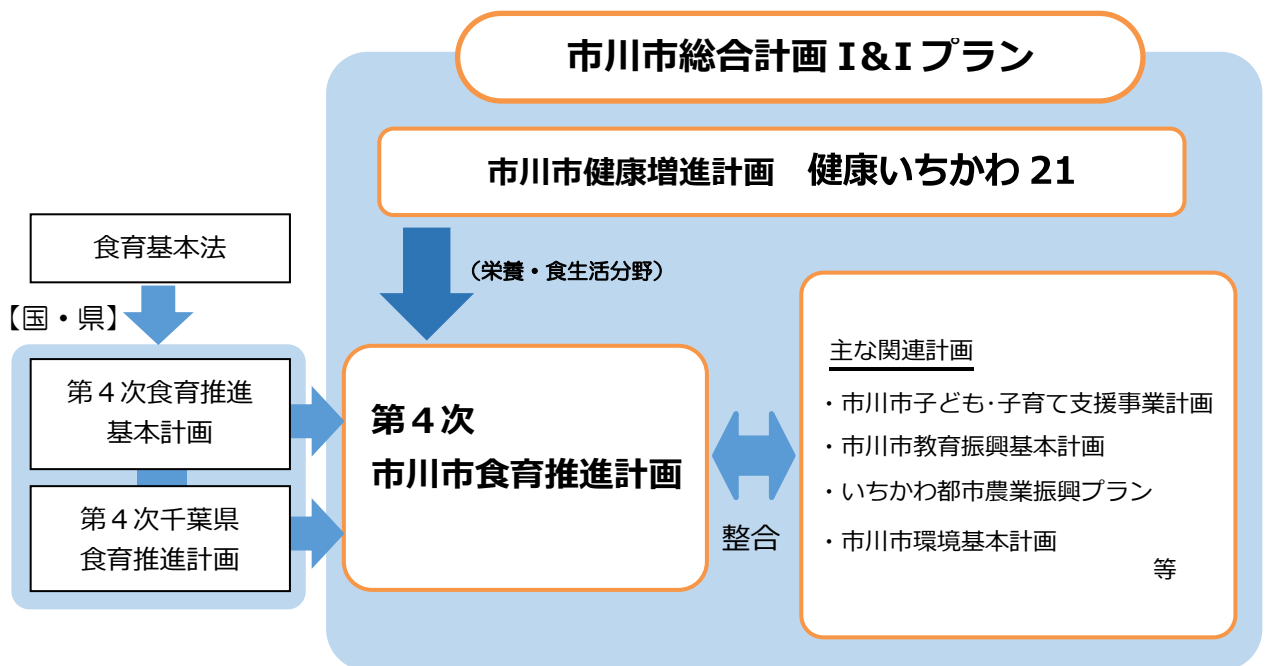 市川市総合計画 I&Iプラン
市川市健康増進計画　健康いちかわ 21
（栄養・食生活分野）
食育基本法
【国・県】
第４次食育推進
基本計画
第４次千葉県
食育推進計画
第４次
市川市食育推進計画
整合
主な関連計画
・市川市子ども･子育て支援事業計画
・市川市教育振興基本計画
・いちかわ都市農業振興プラン
・市川市環境基本計画
等